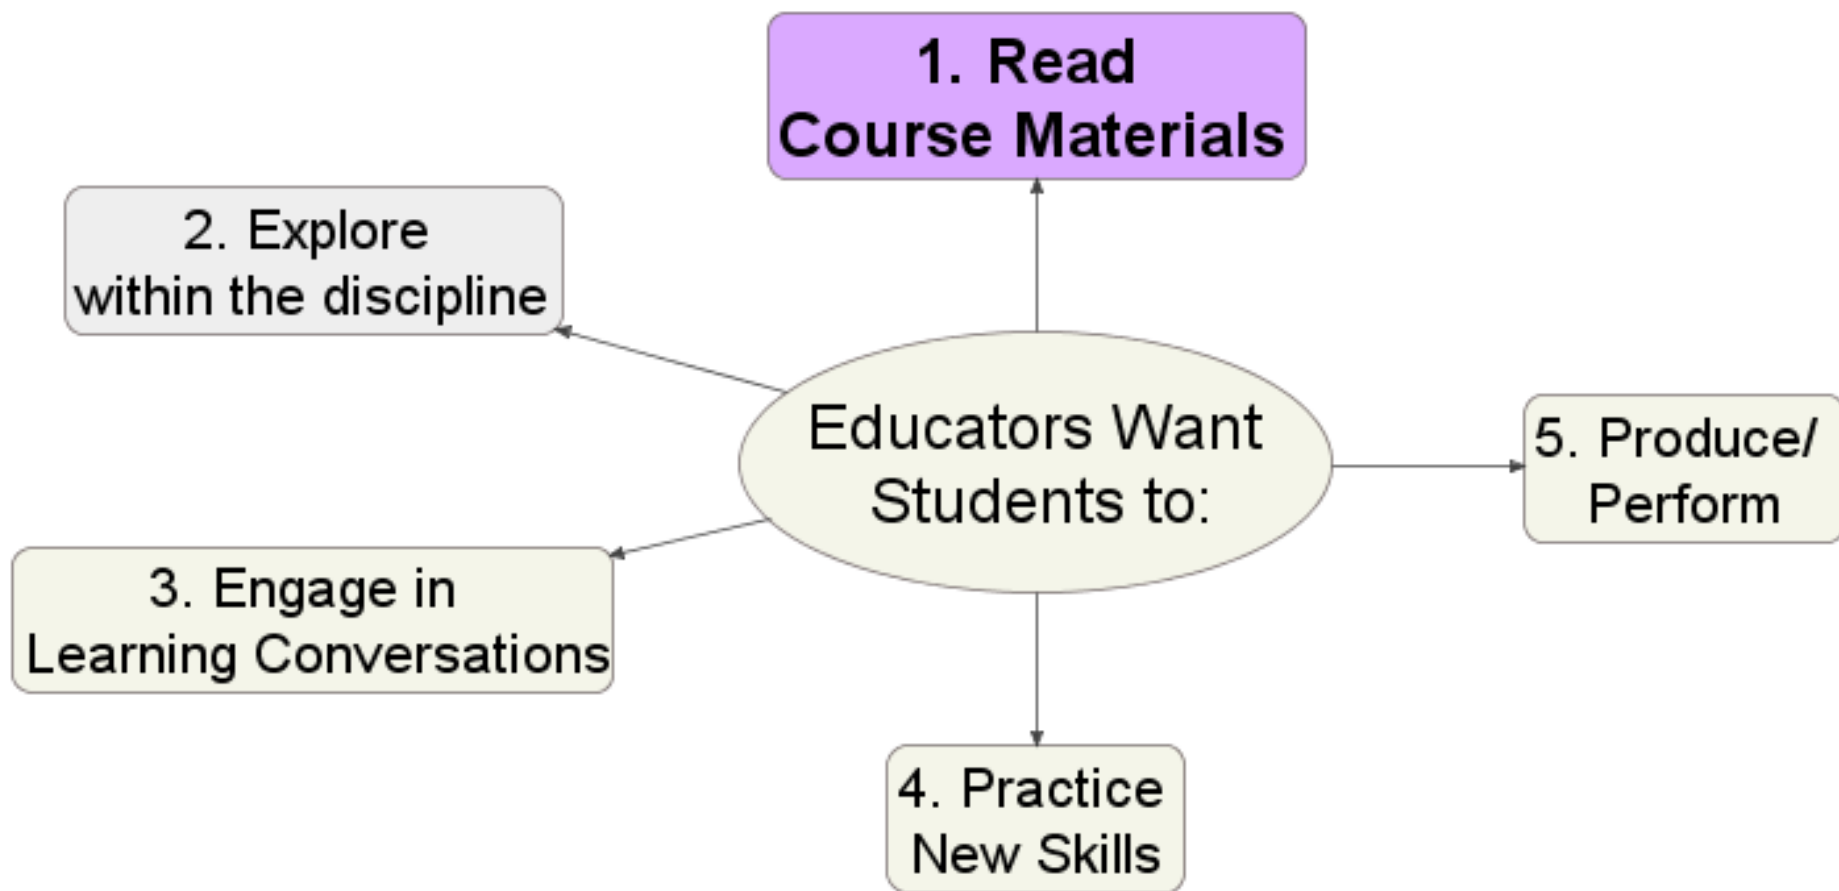 1. Read
Course Materials
2. Explore
within the discipline
Educators Want
Students to:
5. Produce/
Perform
3. Engage in
Learning Conversations
4. Practice
New Skills